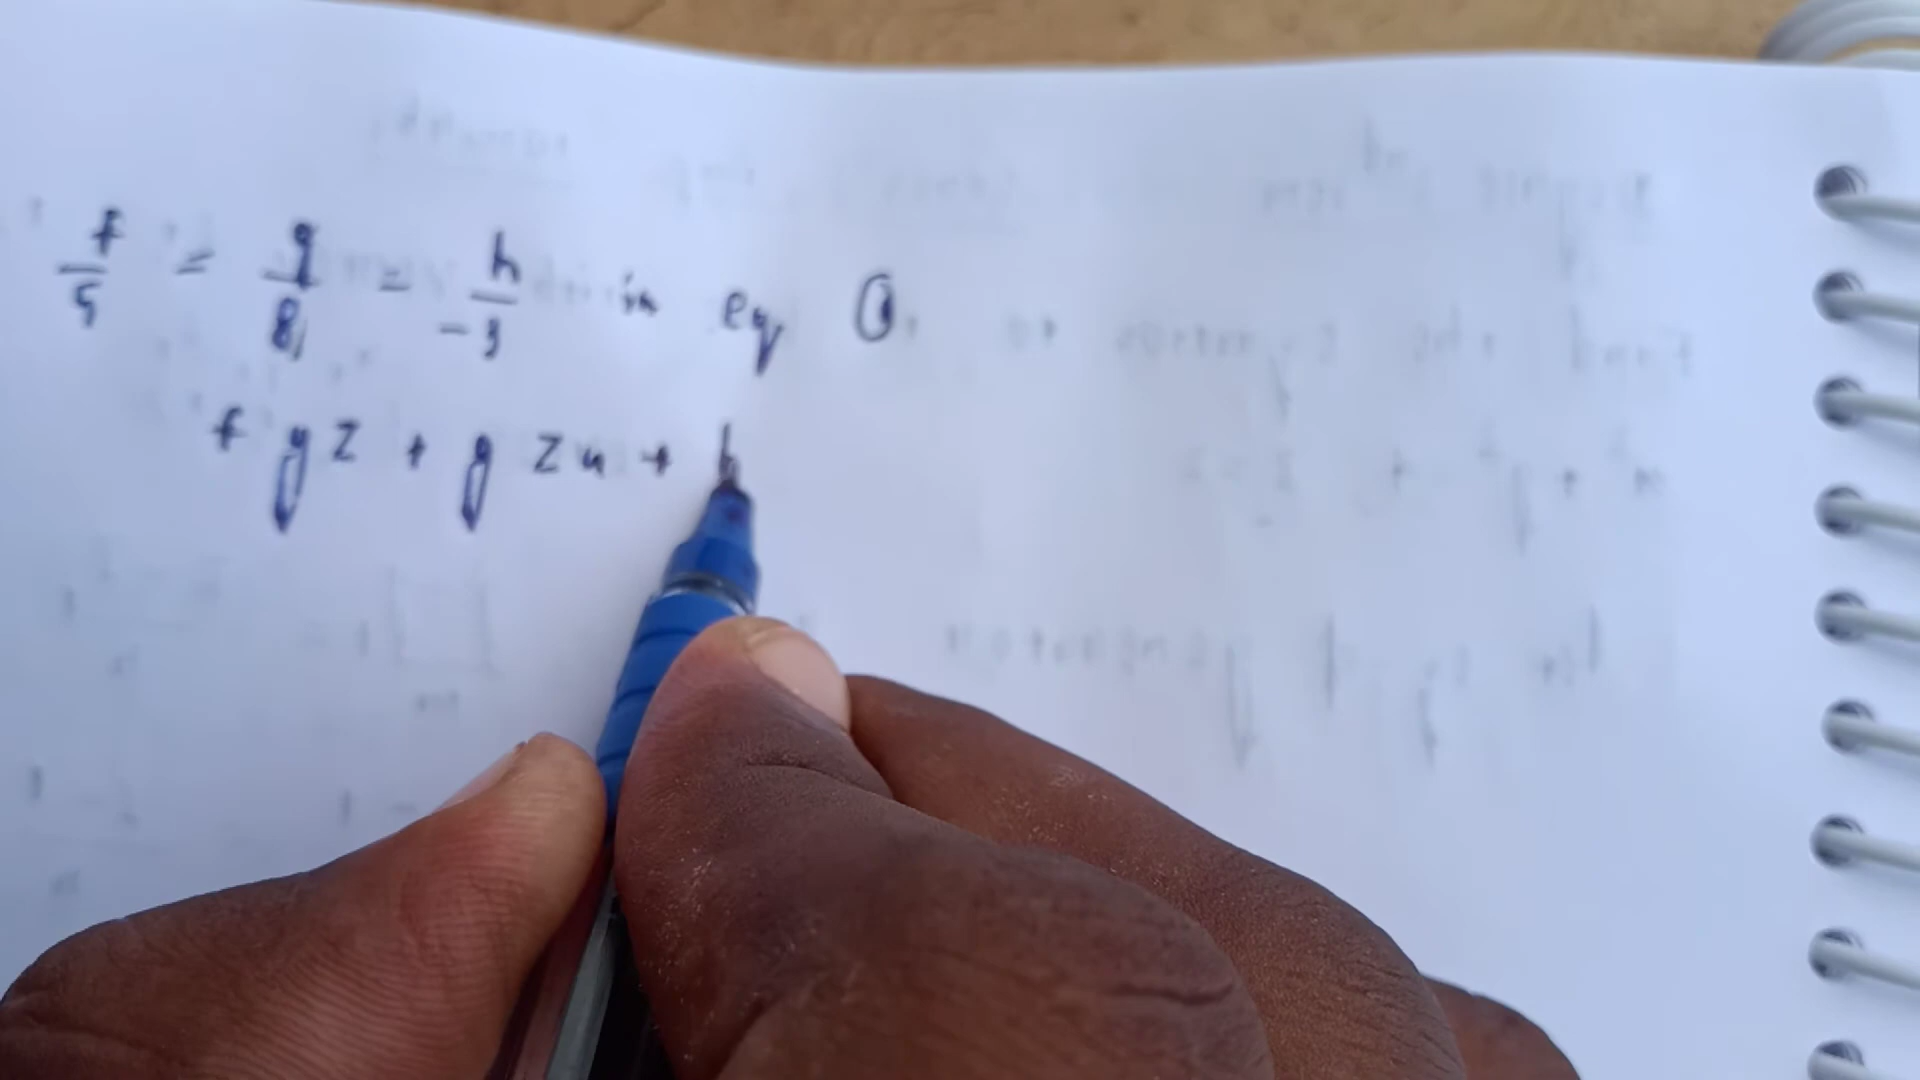 f/5 = g/8 = h/-3 in eq ①
f yz + g zx + h